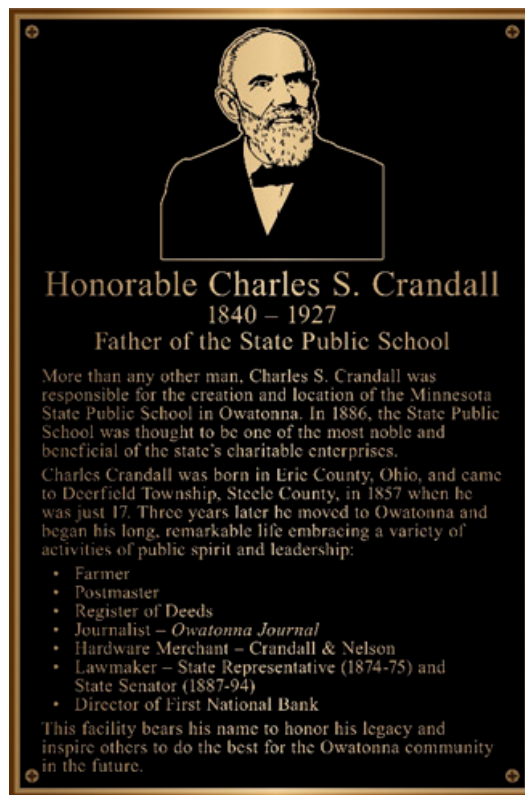 Honorable Charles S. Crandall
1840 – 1927
Father of the State Public School
More than any other man, Charles S. Crandall was
responsible for the creation and location of the Minnesota
State Public School in Owatonna. In 1886, the State Public
School was thought to be one of the most noble and
beneficial of the state's charitable enterprises.
Charles Crandall was born in Erie County, Ohio, and came
to Deerfield Township, Steele County, in 1857 when he
was just 17. Three years later he moved to Owatonna and
began his long, remarkable life embracing a variety of
activities of public spirit and leadership:
• Farmer
• Postmaster
• Register of Deeds
• Journalist – Owatonna Journal
• Hardware Merchant – Crandall & Nelson
• Lawmaker – State Representative (1874-75) and
State Senator (1887-94)
• Director of First National Bank
This facility bears his name to honor his legacy and
inspire others to do the best for the Owatonna community
in the future.